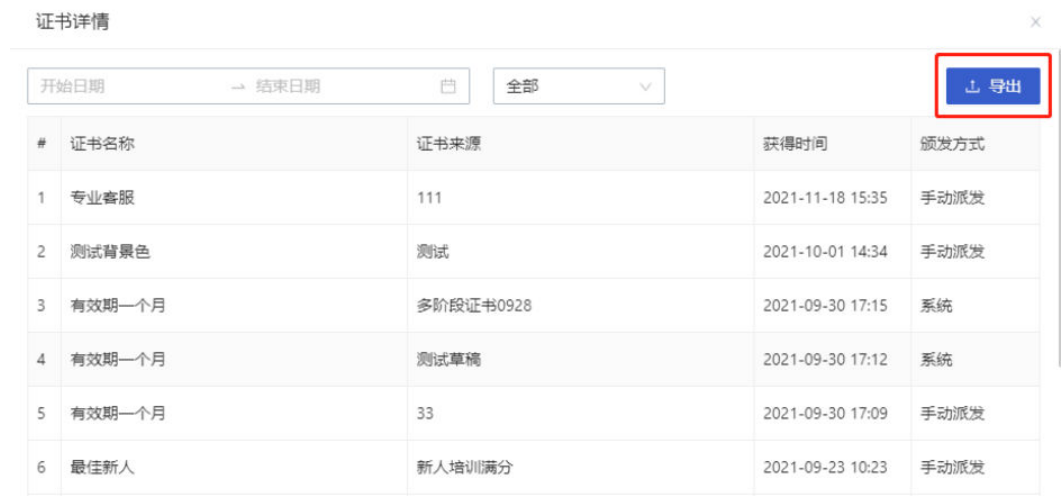 证书详情
开始日期 → 结束日期 全部 导出
# 证书名称 证书来源 获得时间 颁发方式
1 专业客服 111 2021-11-18 15:35 手动派发
2 测试背景色 测试 2021-10-01 14:34 手动派发
3 有效期一个月 多阶段证书0928 2021-09-30 17:15 系统
4 有效期一个月 测试草稿 2021-09-30 17:12 系统
5 有效期一个月 33 2021-09-30 17:09 手动派发
6 最佳新人 新人培训满分 2021-09-23 10:23 手动派发